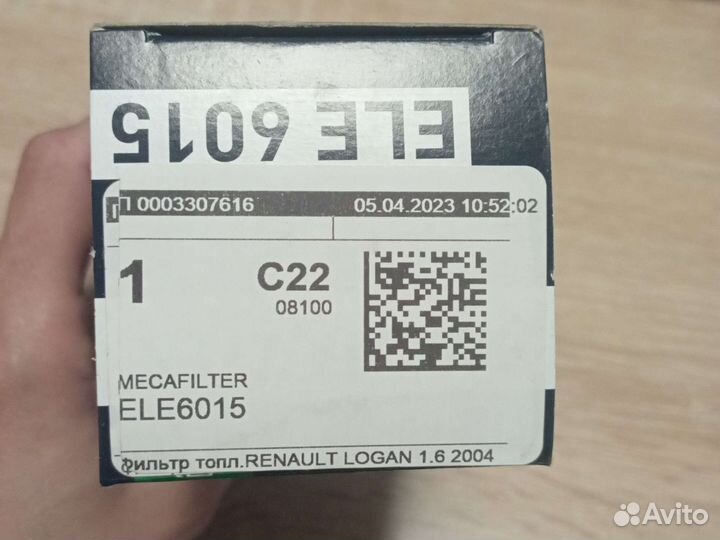 ELE 6015
П 0003307616 05.04.2023 10:52:02
1 C22
08100
MECAFILTER
ELE6015
фильтр топл.RENAULT LOGAN 1.6 2004
Avito